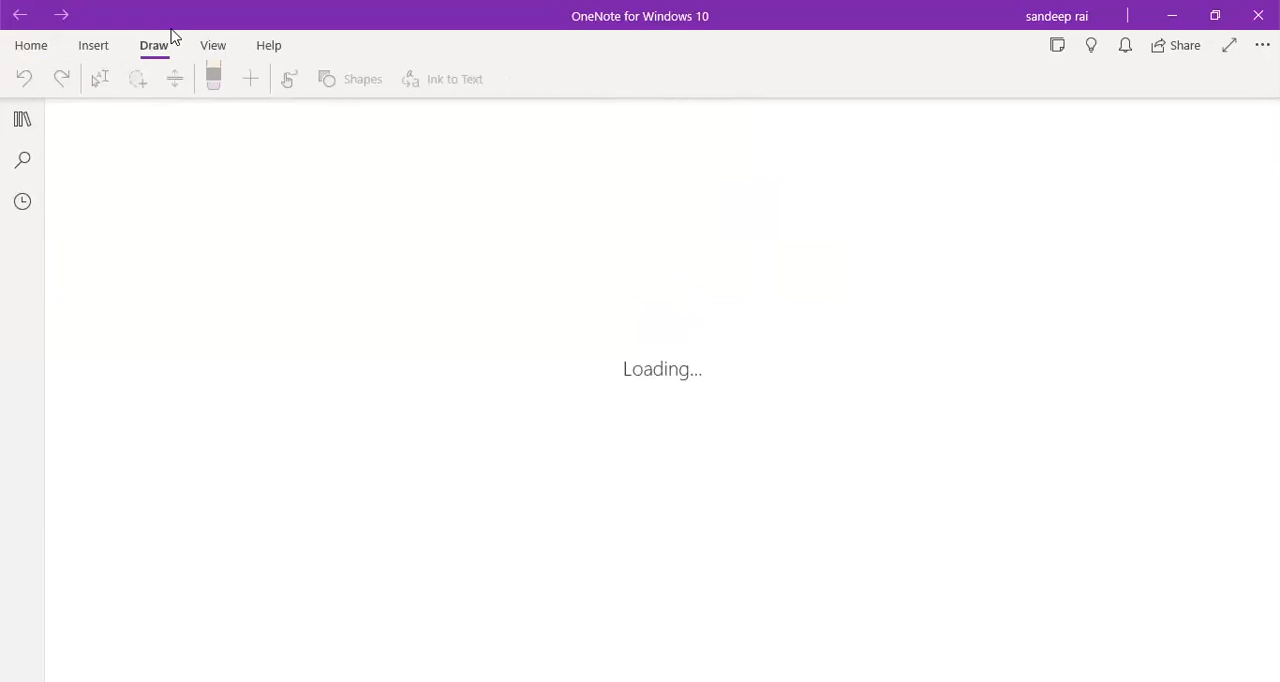 OneNote for Windows 10
sandeep rai
Home Insert Draw View Help Share
Shapes Ink to Text
Loading...